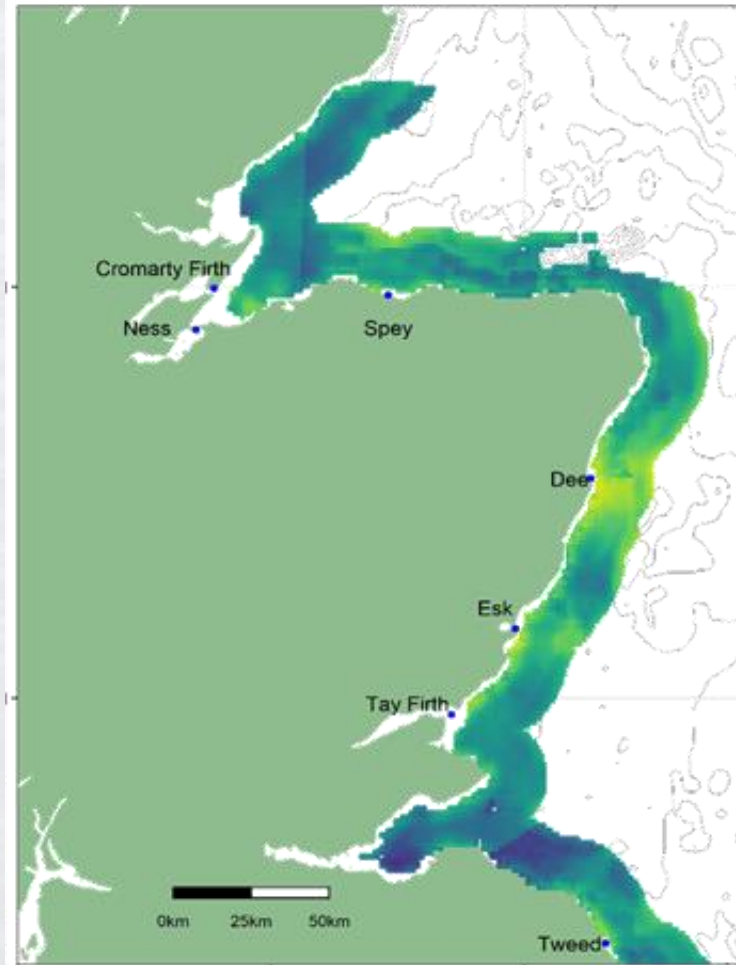 Cromarty Firth
Ness
Spey
Dee
Esk
Tay Firth
0km 25km 50km
Tweed